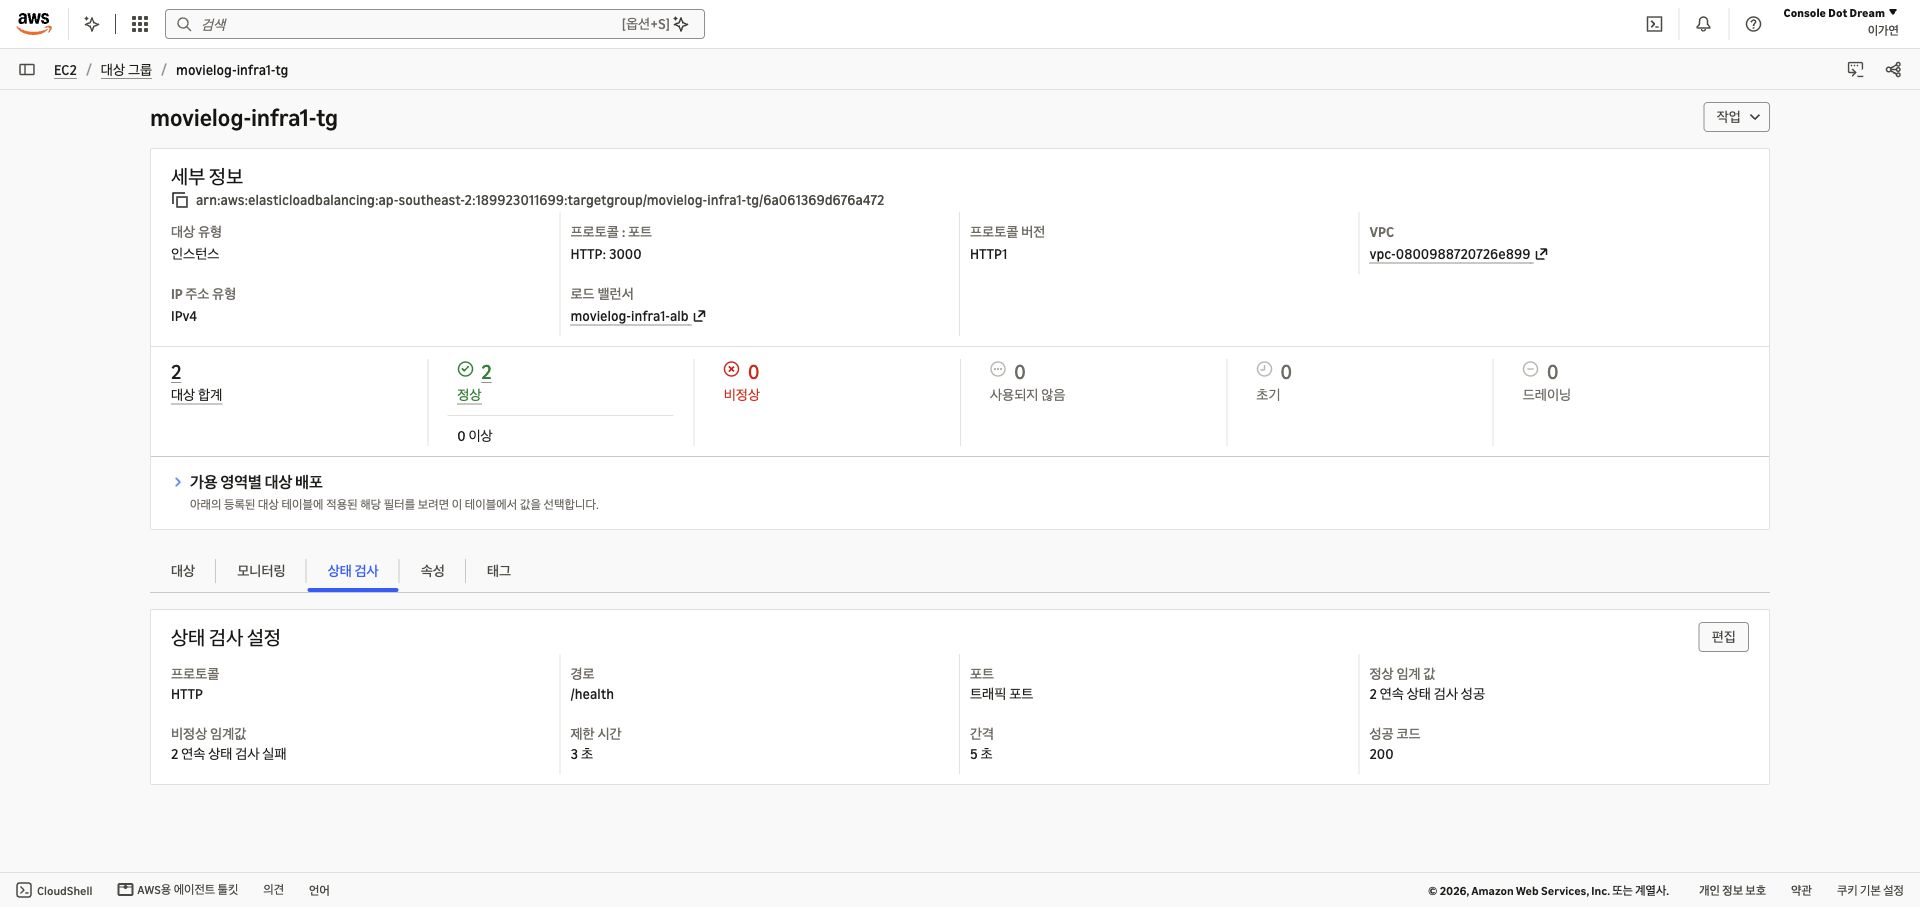 aws
검색
[옵션+S]
Console Dot Dream
이가연
EC2 / 대상 그룹 / movielog-infra1-tg
movielog-infra1-tg
작업
세부 정보
arn:aws:elasticloadbalancing:ap-southeast-2:189923011699:targetgroup/movielog-infra1-tg/6a061369d676a472
대상 유형
인스턴스
프로토콜 : 포트
HTTP: 3000
프로토콜 버전
HTTP1
VPC
vpc-0800988720726e899
IP 주소 유형
IPv4
로드 밸런서
movielog-infra1-alb
2
대상 합계
2
정상
0 이상
0
비정상
0
사용되지 않음
0
초기
0
드레이닝
가용 영역별 대상 배포
아래의 등록된 대상 테이블에 적용된 해당 필터를 보려면 이 테이블에서 값을 선택합니다.
대상
모니터링
상태 검사
속성
태그
상태 검사 설정
편집
프로토콜
HTTP
경로
/health
포트
트래픽 포트
정상 임계 값
2 연속 상태 검사 성공
비정상 임계값
2 연속 상태 검사 실패
제한 시간
3 초
간격
5 초
성공 코드
200
CloudShell
AWS용 에이전트 툴킷
의견
언어
© 2026, Amazon Web Services, Inc. 또는 계열사.
개인 정보 보호
약관
쿠키 기본 설정